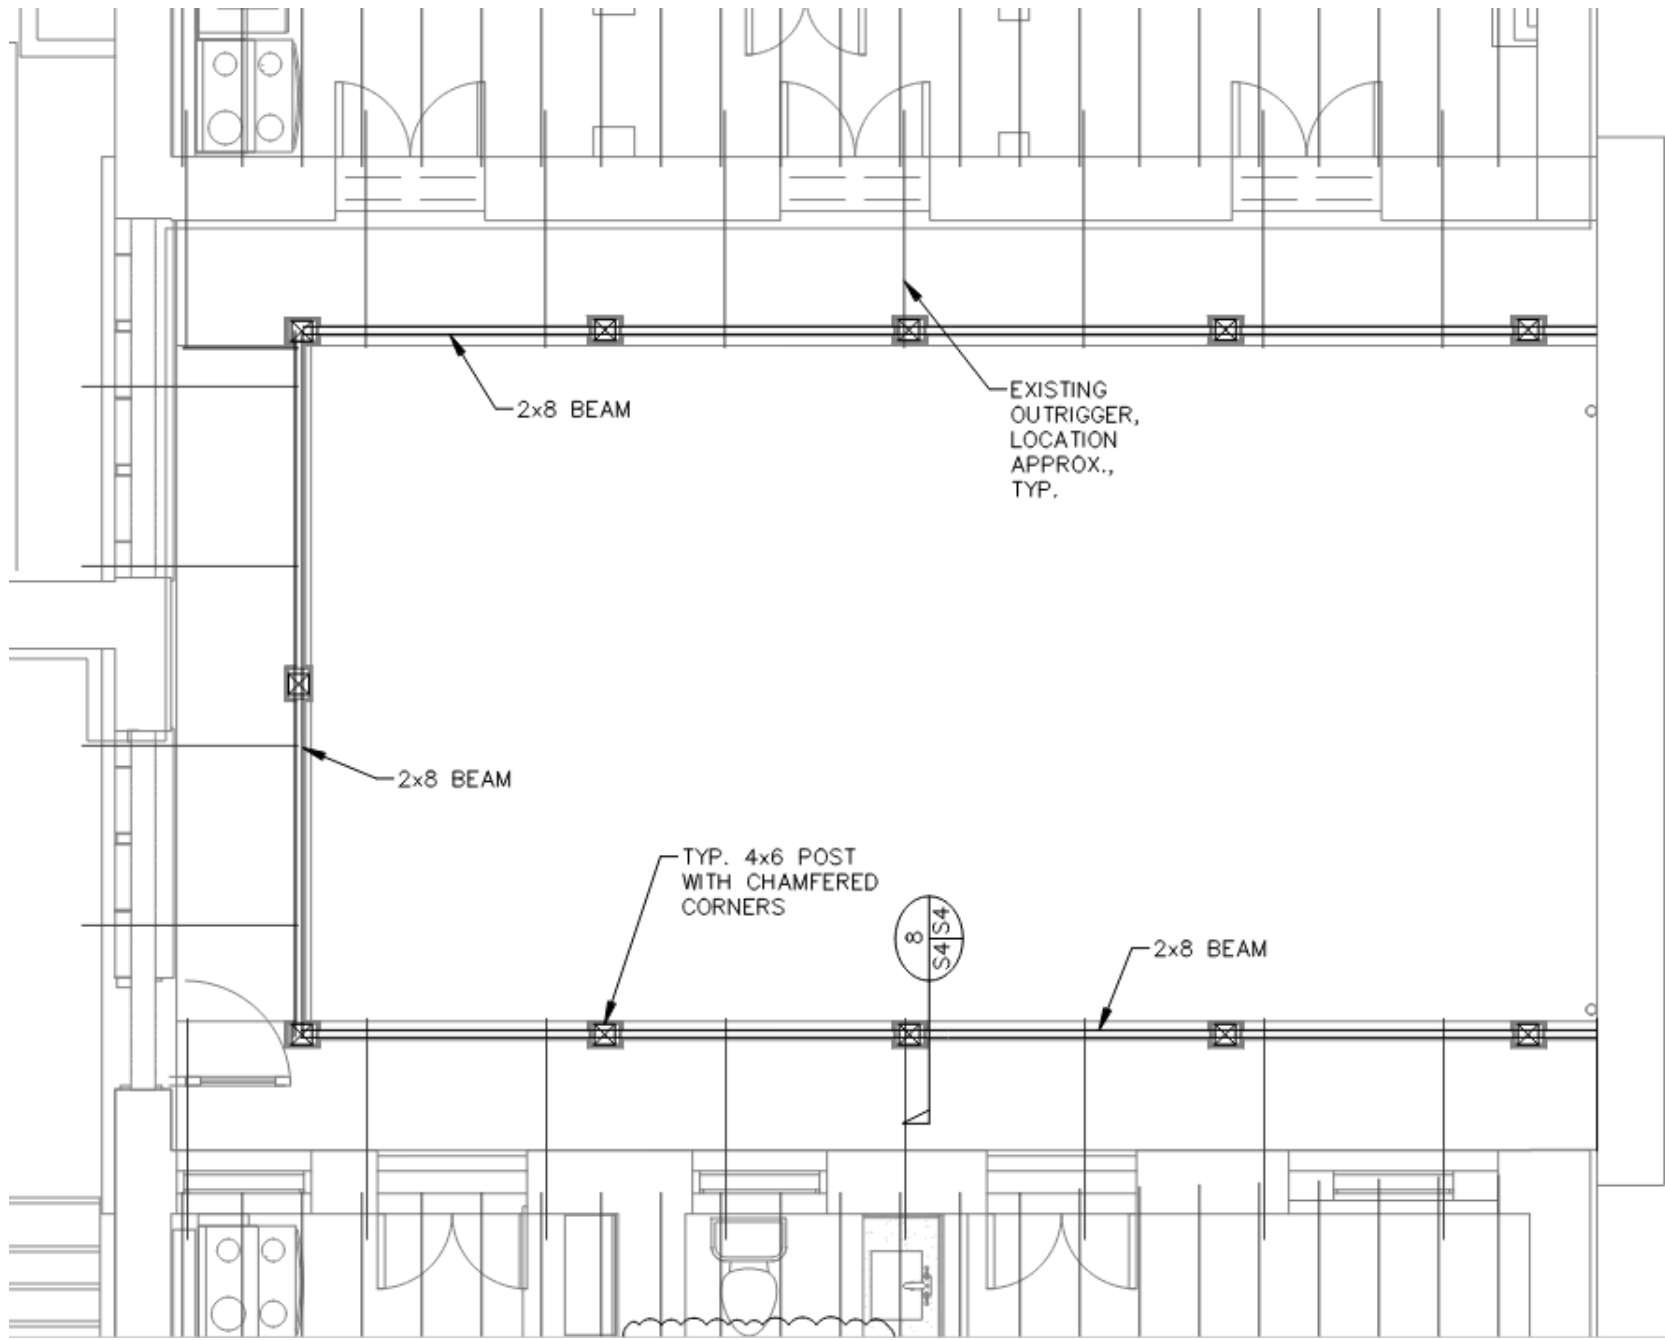 2x8 BEAM
EXISTING
OUTRIGGER,
LOCATION
APPROX.,
TYP.
2x8 BEAM
TYP. 4x6 POST
WITH CHAMFERED
CORNERS
8
S4
S4
2x8 BEAM